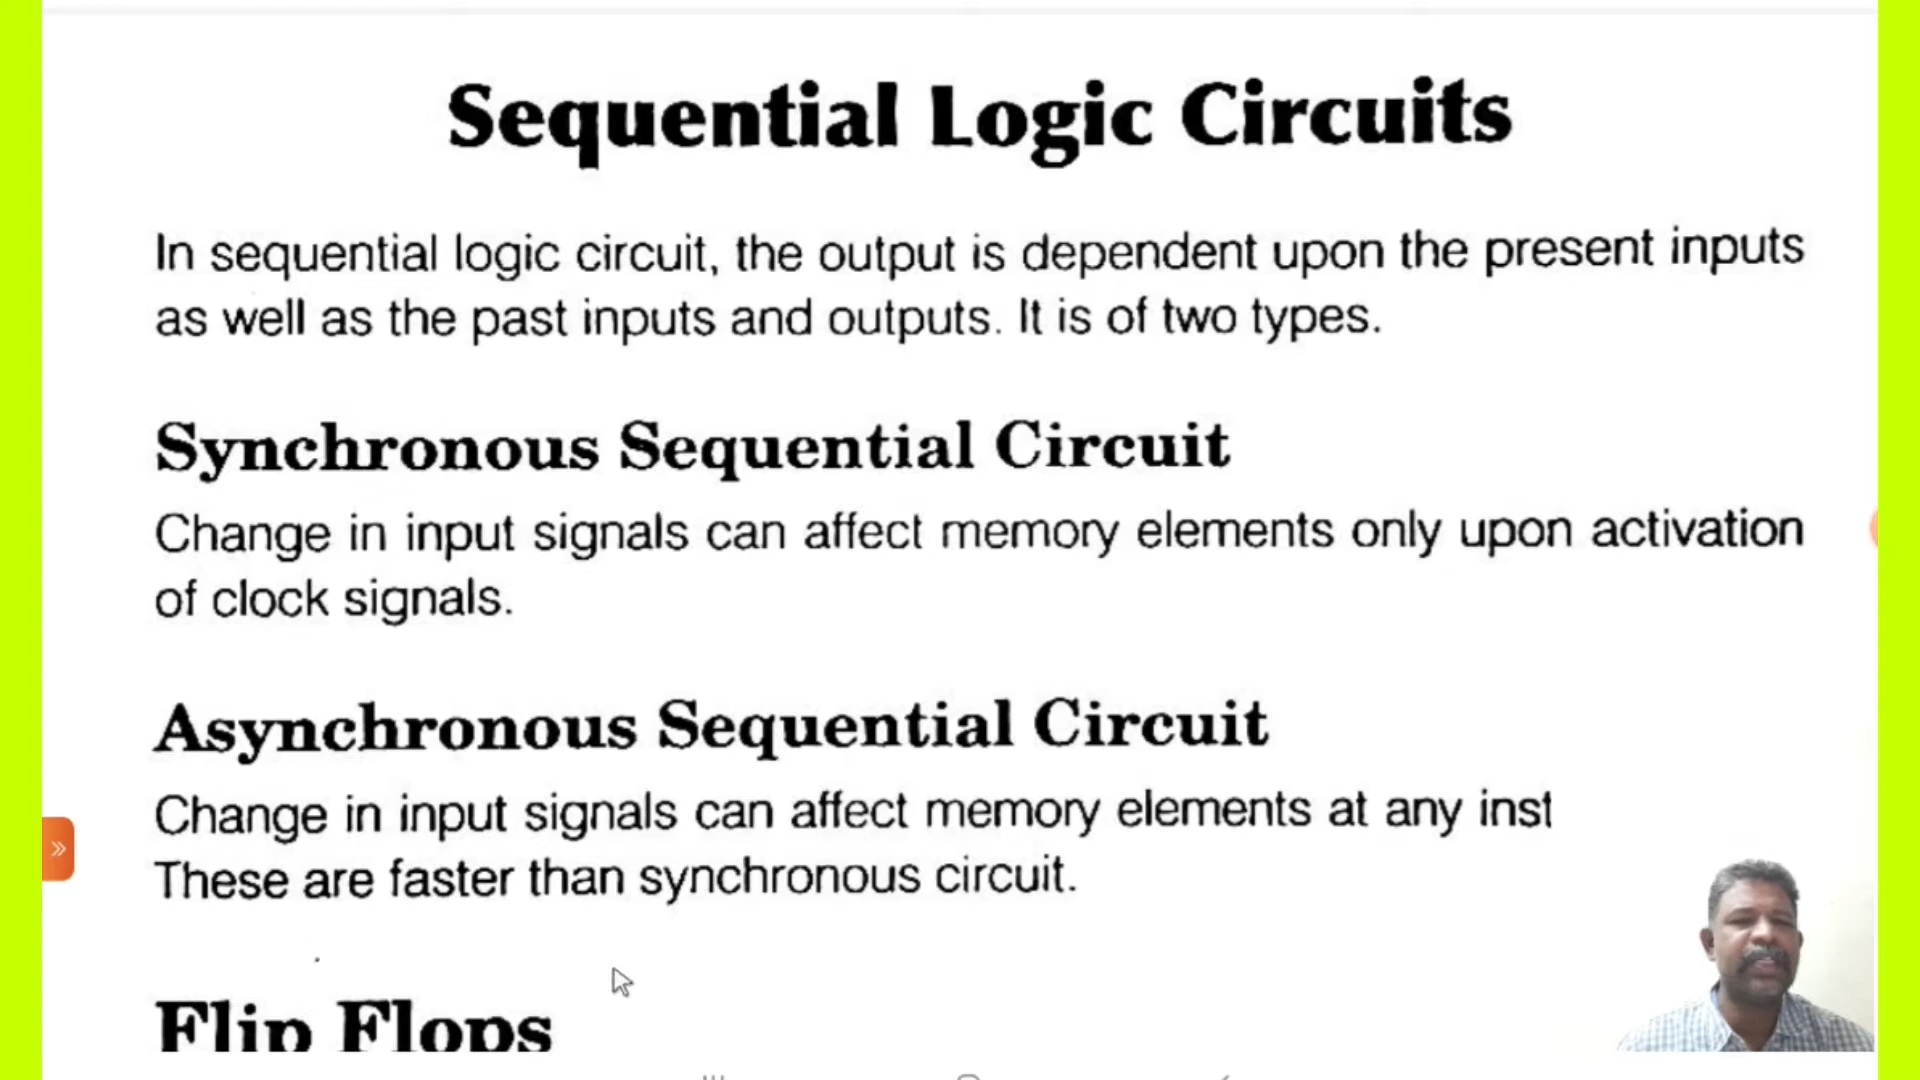 Sequential Logic Circuits
In sequential logic circuit, the output is dependent upon the present inputs
as well as the past inputs and outputs. It is of two types.
Synchronous Sequential Circuit
Change in input signals can affect memory elements only upon activation
of clock signals.
Asynchronous Sequential Circuit
Change in input signals can affect memory elements at any inst
These are faster than synchronous circuit.
Flip Flops